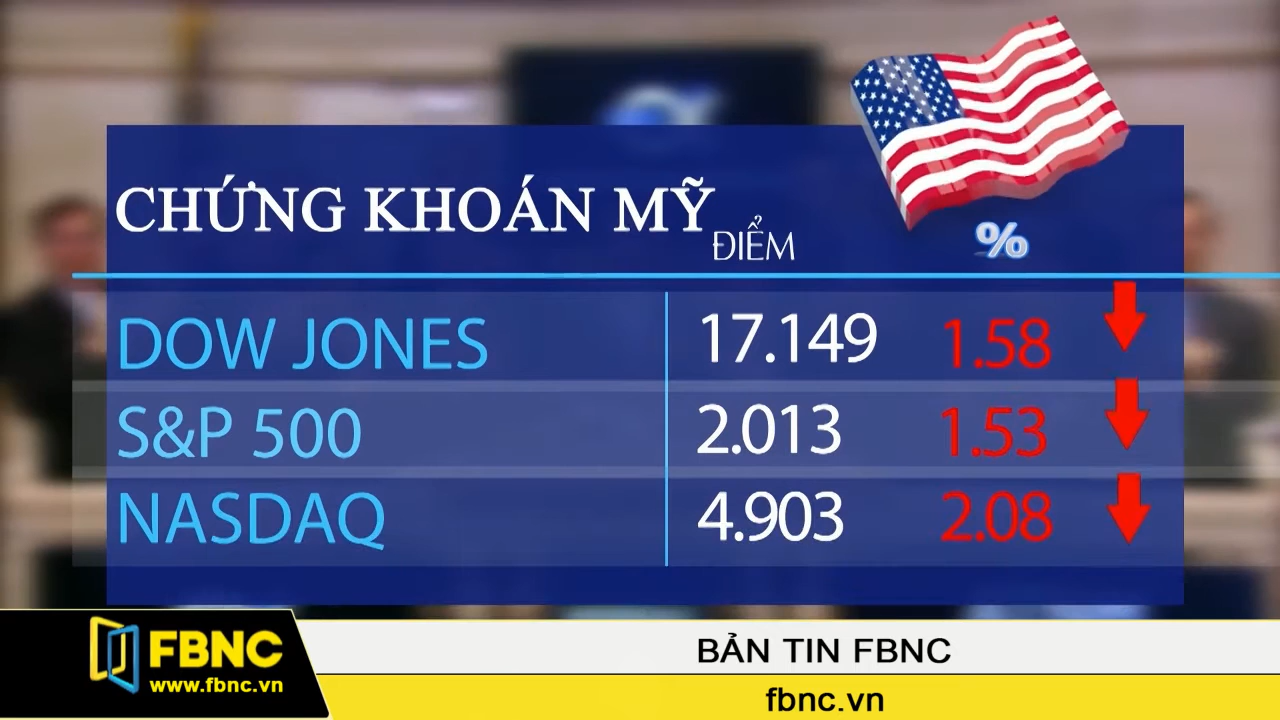 CHỨNG KHOÁN MỸ
ĐIỂM %
DOW JONES 17.149 1.58
S&P 500 2.013 1.53
NASDAQ 4.903 2.08
FBNC
www.fbnc.vn
BẢN TIN FBNC
fbnc.vn